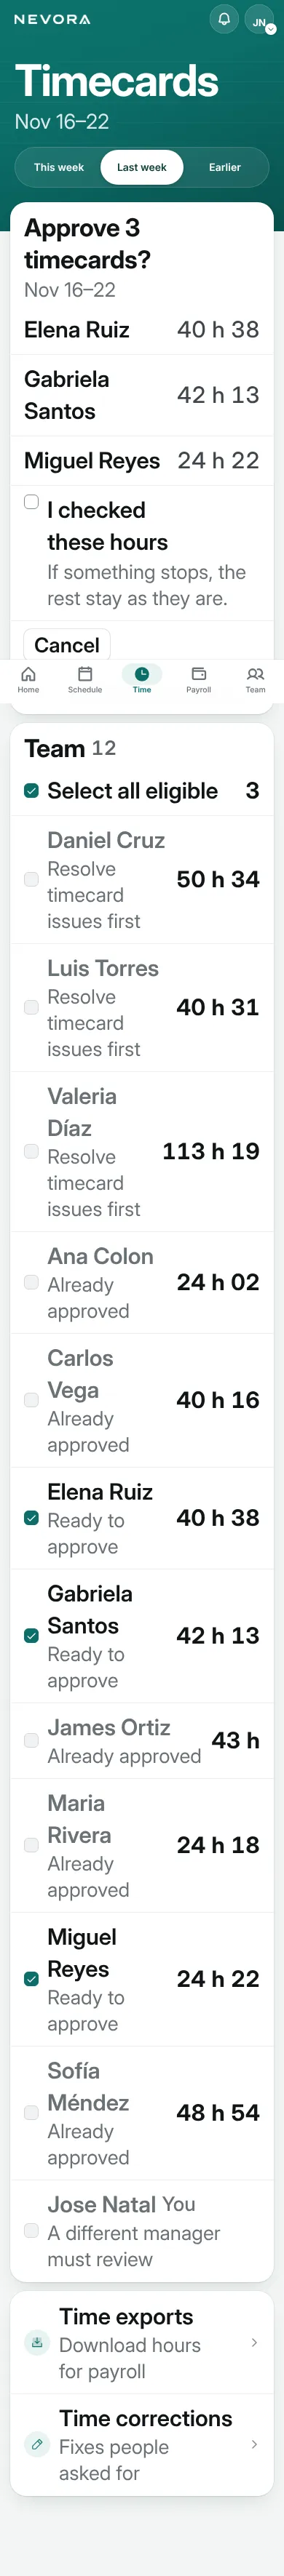 NEVORA
JN
Timecards
Nov 16–22
This week
Last week
Earlier
Approve 3
timecards?
Nov 16–22
Elena Ruiz 40 h 38
Gabriela
Santos
42 h 13
Miguel Reyes 24 h 22
I checked
these hours
If something stops, the
rest stay as they are.
Cancel
Home
Schedule
Time
Payroll
Team
Team 12
Select all eligible 3
Daniel Cruz
Resolve
timecard
issues first
50 h 34
Luis Torres
Resolve
timecard
issues first
40 h 31
Valeria
Díaz
Resolve
timecard
issues first
113 h 19
Ana Colon
Already
approved
24 h 02
Carlos
Vega
Already
approved
40 h 16
Elena Ruiz
Ready to
approve
40 h 38
Gabriela
Santos
Ready to
approve
42 h 13
James Ortiz
Already approved
43 h
Maria
Rivera
Already
approved
24 h 18
Miguel
Reyes
Ready to
approve
24 h 22
Sofía
Méndez
Already
approved
48 h 54
Jose Natal You
A different manager
must review
Time exports
Download hours
for payroll
Time corrections
Fixes people
asked for